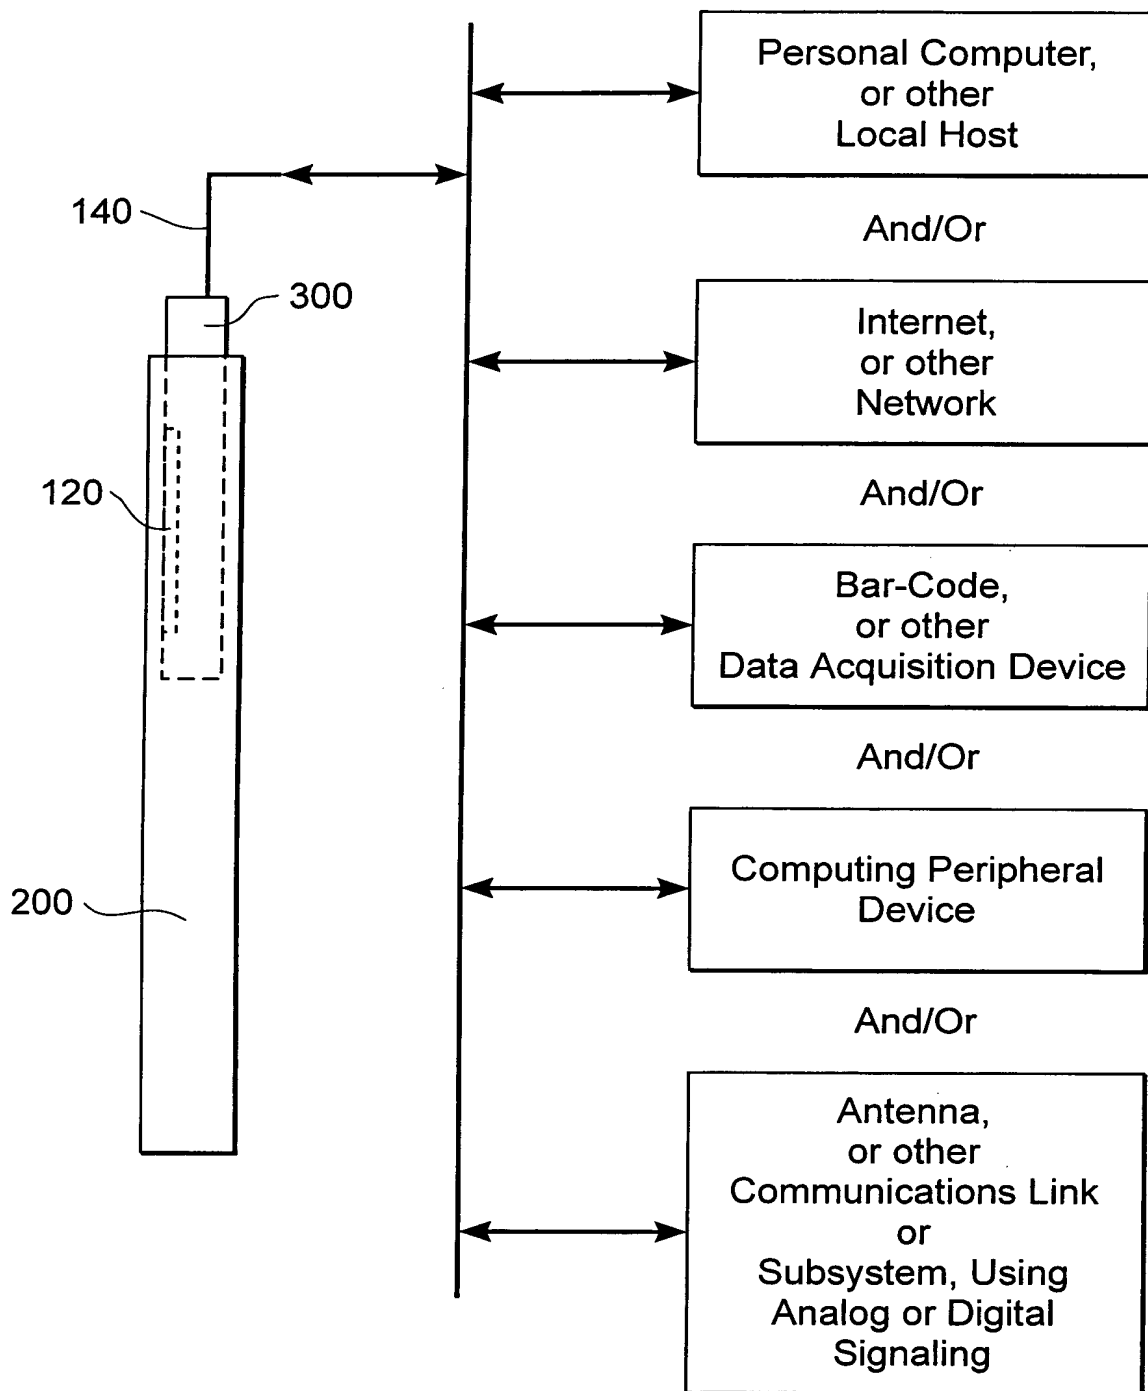 Personal Computer,
or other
Local Host
140
And/Or
300
Internet,
or other
Network
120
And/Or
Bar-Code,
or other
Data Acquisition Device
And/Or
Computing Peripheral
Device
200
And/Or
Antenna,
or other
Communications Link
or
Subsystem, Using
Analog or Digital
Signaling